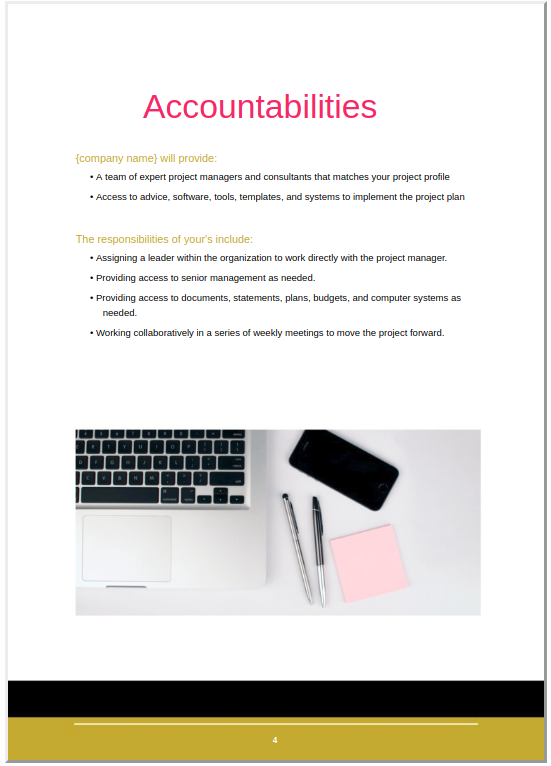 Accountabilities
{company name} will provide:
• A team of expert project managers and consultants that matches your project profile
• Access to advice, software, tools, templates, and systems to implement the project plan
The responsibilities of your's include:
• Assigning a leader within the organization to work directly with the project manager.
• Providing access to senior management as needed.
• Providing access to documents, statements, plans, budgets, and computer systems as
needed.
• Working collaboratively in a series of weekly meetings to move the project forward.
4